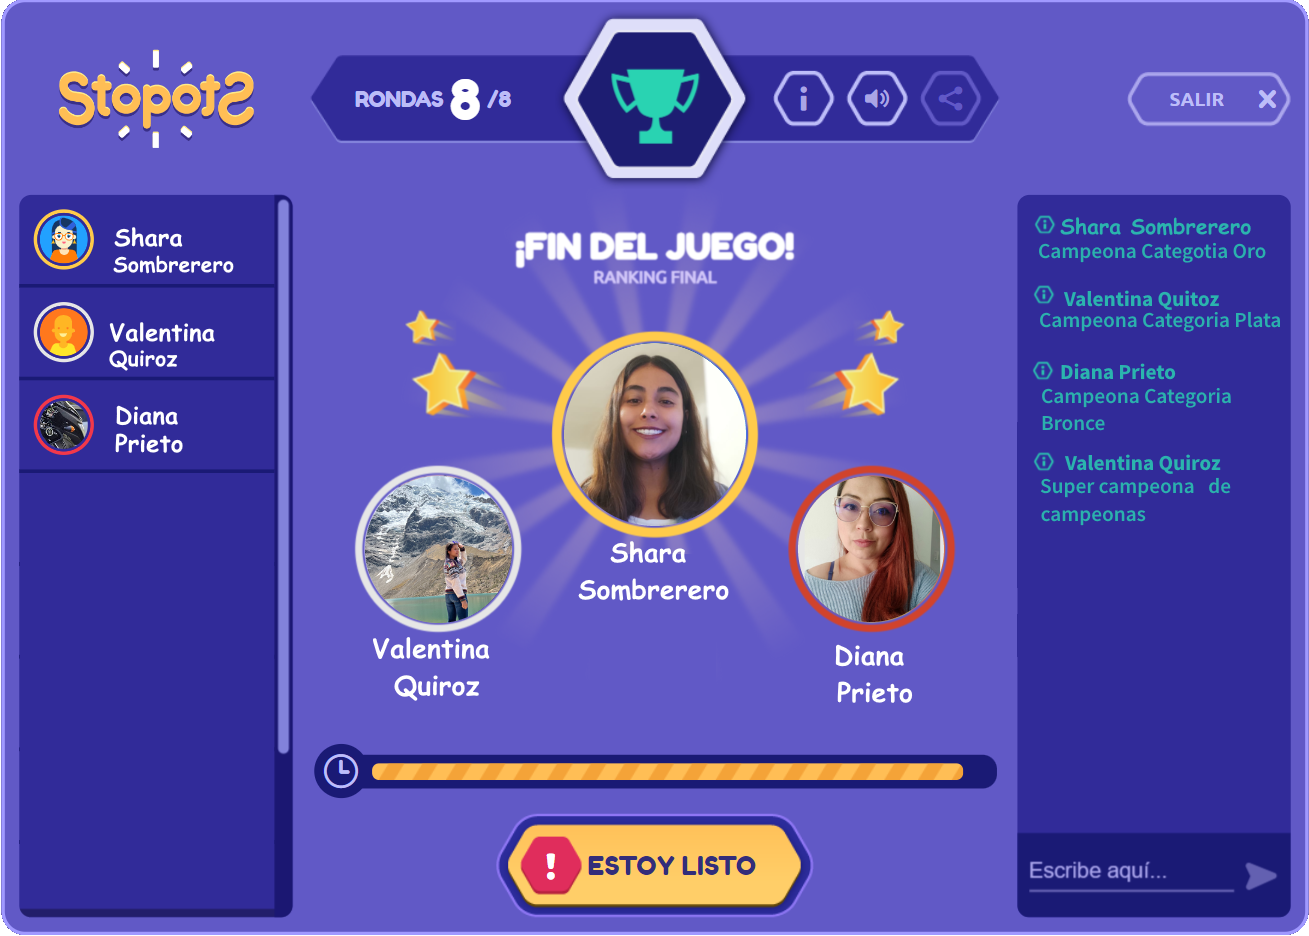 StopotS
RONDAS 8 /8
SALIR
Shara
Sombrerero
Valentina
Quiroz
Diana
Prieto
¡FIN DEL JUEGO!
RANKING FINAL
Shara
Sombrerero
Valentina
Quiroz
Diana
Prieto
ESTOY LISTO
Shara Sombrerero
Campeona Categotia Oro
Valentina Quitoz
Campeona Categoria Plata
Diana Prieto
Campeona Categoria
Bronce
Valentina Quiroz
Super campeona de
campeonas
Escribe aquí...